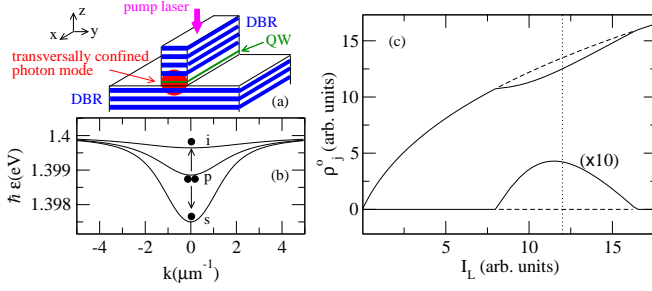 pump laser
z
y
x
DBR
QW
transversally confined
photon mode
DBR
(a)
1.4
1.399
1.398
ħ ε(eV)
(b)
i
p
s
-4 -2 0 2 4
k(μm⁻¹)
(c)
15
10
5
0
ρ°j (arb. units)
(x10)
5 10 15
I_L (arb. units)